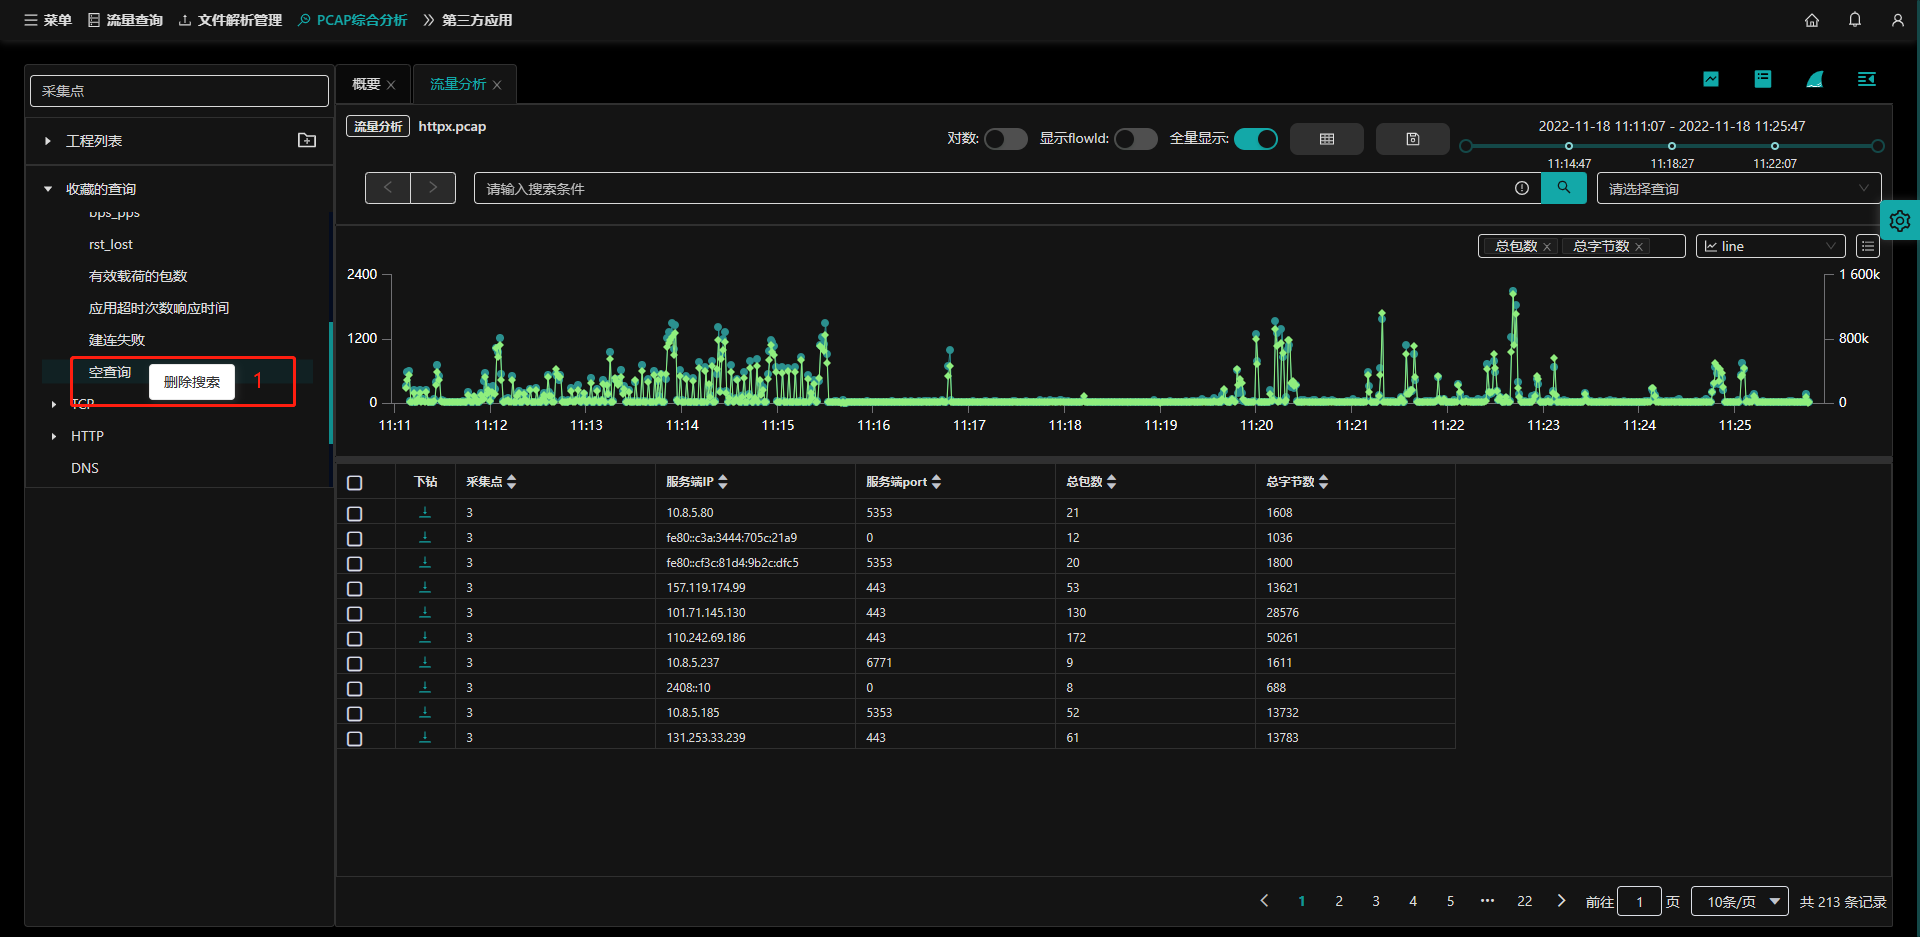 菜单 流量查询 文件解析管理 PCAP综合分析 第三方应用
采集点
工程列表
收藏的查询
bps_pps
rst_lost
有效载荷的包数
应用超时次数响应时间
建连失败
空查询
删除搜索
1
TCP
HTTP
DNS
概要 流量分析
流量分析 httpx.pcap
对数: 显示flowId: 全量显示:
2022-11-18 11:11:07 - 2022-11-18 11:25:47
11:14:47 11:18:27 11:22:07
请输入搜索条件
请选择查询
总包数 总字节数
line
2400 1 600k
1200 800k
0 0
11:11 11:12 11:13 11:14 11:15 11:16 11:17 11:18 11:19 11:20 11:21 11:22 11:23 11:24 11:25
下钻 采集点 服务端IP 服务端port 总包数 总字节数
3 10.8.5.80 5353 21 1608
3 fe80::c3a:3444:705c:21a9 0 12 1036
3 fe80::cf3c:81d4:9b2c:dfc5 5353 20 1800
3 157.119.174.99 443 53 13621
3 101.71.145.130 443 130 28576
3 110.242.69.186 443 172 50261
3 10.8.5.237 6771 9 1611
3 2408::10 0 8 688
3 10.8.5.185 5353 52 13732
3 131.253.33.239 443 61 13783
1 2 3 4 5 ••• 22 前往 1 页 10条/页 共 213 条记录